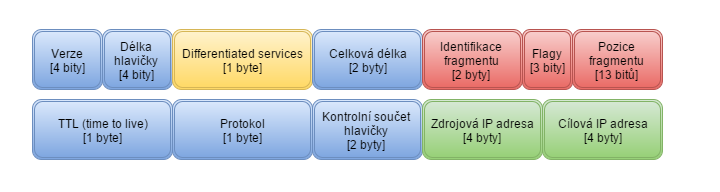 Verze
[4 bity]
Délka
hlavičky
[4 bity]
Differentiated services
[1 byte]
Celková délka
[2 byty]
Identifikace
fragmentu
[2 byty]
Flagy
[3 bity]
Pozice
fragmentu
[13 bitů]
TTL (time to live)
[1 byte]
Protokol
[1 byte]
Kontrolní součet
hlavičky
[2 byty]
Zdrojová IP adresa
[4 byty]
Cílová IP adresa
[4 byty]